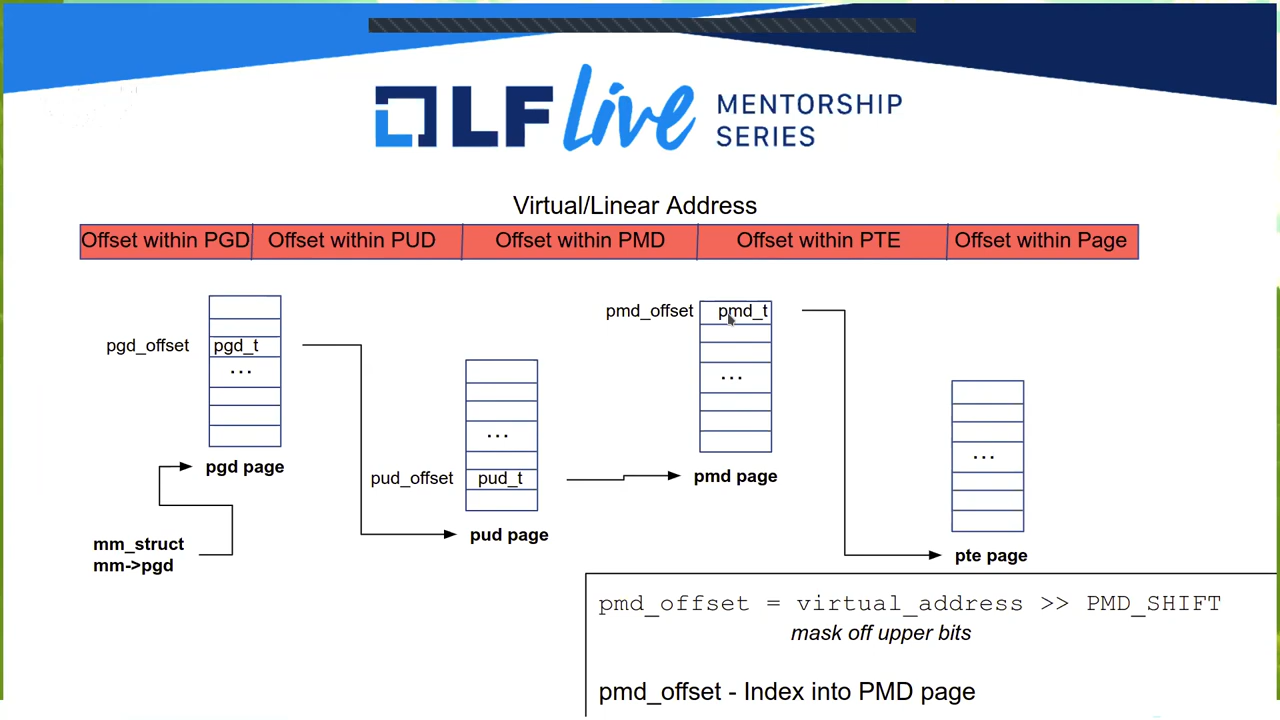 LF Live MENTORSHIP
SERIES
Virtual/Linear Address
Offset within PGD Offset within PUD Offset within PMD Offset within PTE Offset within Page
pmd_offset pmd_t
pgd_offset pgd_t
...
...
...
...
pgd page
pud_offset pud_t
pmd page
pud page
mm_struct
mm->pgd
pte page
pmd_offset = virtual_address >> PMD_SHIFT
mask off upper bits
pmd_offset - Index into PMD page